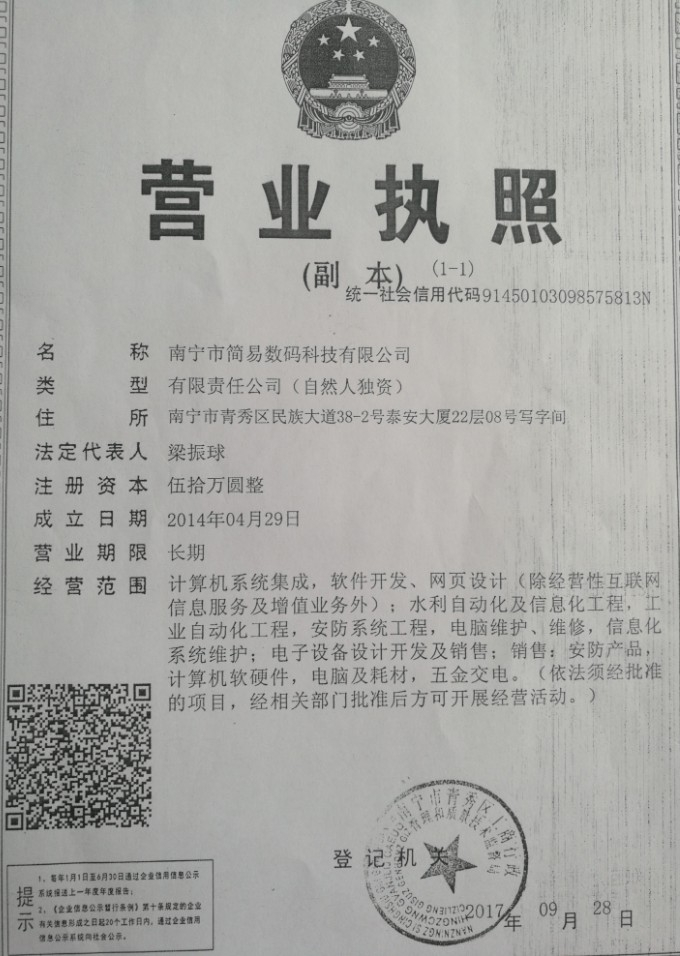 营业执照
(副 本) (1-1)
统一社会信用代码91450103098575813N
名 称 南宁市简易数码科技有限公司
类 型 有限责任公司（自然人独资）
住 所 南宁市青秀区民族大道38-2号泰安大厦22层08号写字间
法定代表人 梁振球
注册资本 伍拾万圆整
成立日期 2014年04月29日
营业期限 长期
经营范围 计算机系统集成，软件开发、网页设计（除经营性互联网
信息服务及增值业务外）；水利自动化及信息化工程，工
业自动化工程，安防系统工程，电脑维护、维修，信息化
系统维护；电子设备设计开发及销售；销售：安防产品，
计算机软硬件，电脑及耗材，五金交电。（依法须经批准
的项目，经相关部门批准后方可开展经营活动。）
登记机关
南宁市青秀区工商行政
管理和质量技术监督局
2017年 09月 28日
提示
1、每年1月1日至6月30日通过企业信用信息公示
系统报送上一年度年度报告；
2、《企业信息公示暂行条例》第十条规定的企业
有关信息形成之日起20个工作日内，通过企业信用
信息公示系统向社会公示。